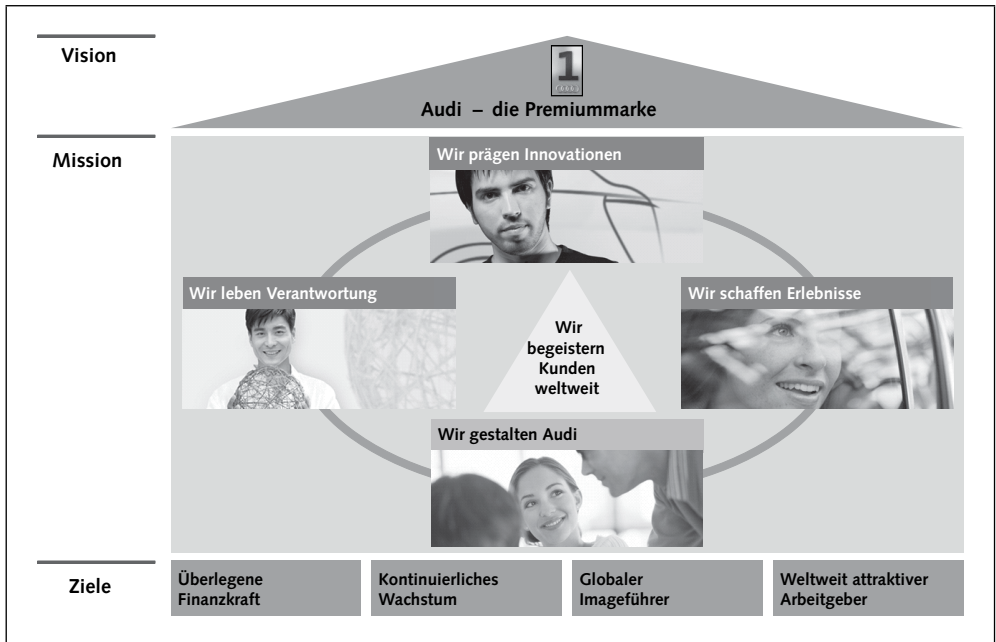 Vision
1
Audi – die Premiummarke
Mission
Wir prägen Innovationen
Wir leben Verantwortung
Wir schaffen Erlebnisse
Wir
begeistern
Kunden
weltweit
Wir gestalten Audi
Ziele
Überlegene
Finanzkraft
Kontinuierliches
Wachstum
Globaler
Imageführer
Weltweit attraktiver
Arbeitgeber